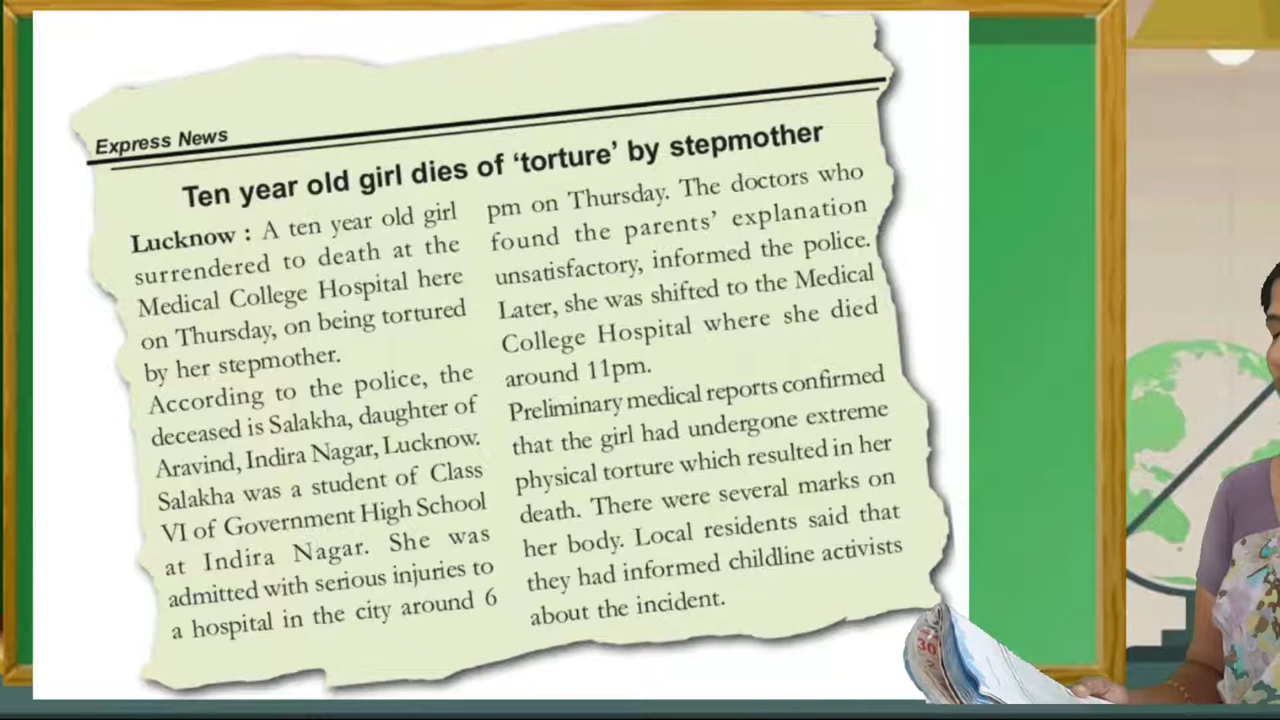 Express News
Ten year old girl dies of ‘torture’ by stepmother
Lucknow : A ten year old girl
surrendered to death at the
Medical College Hospital here
on Thursday, on being tortured
by her stepmother.
According to the police, the
deceased is Salakha, daughter of
Aravind, Indira Nagar, Lucknow.
Salakha was a student of Class
VI of Government High School
at Indira Nagar. She was
admitted with serious injuries to
a hospital in the city around 6
pm on Thursday. The doctors who
found the parents’ explanation
unsatisfactory, informed the police.
Later, she was shifted to the Medical
College Hospital where she died
around 11pm.
Preliminary medical reports confirmed
that the girl had undergone extreme
physical torture which resulted in her
death. There were several marks on
her body. Local residents said that
they had informed childline activists
about the incident.
30